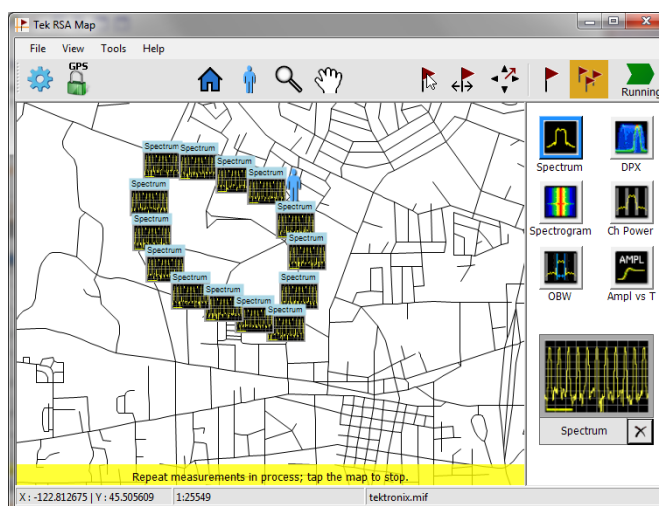 Tek RSA Map
File View Tools Help
GPS
Running
Spectrum Spectrum
Spectrum
Spectrum
Spectrum
Spectrum
Spectrum
Spectrum
Spectrum
Spectrum
Spectrum
Spectrum
Spectrum
Spectrum
Spectrum
Spectrum DPX
Spectrogram Ch Power
AMPL
OBW Ampl vs T
Spectrum
Repeat measurements in process; tap the map to stop.
X : -122.812675 | Y : 45.505609 1:25549 tektronix.mif